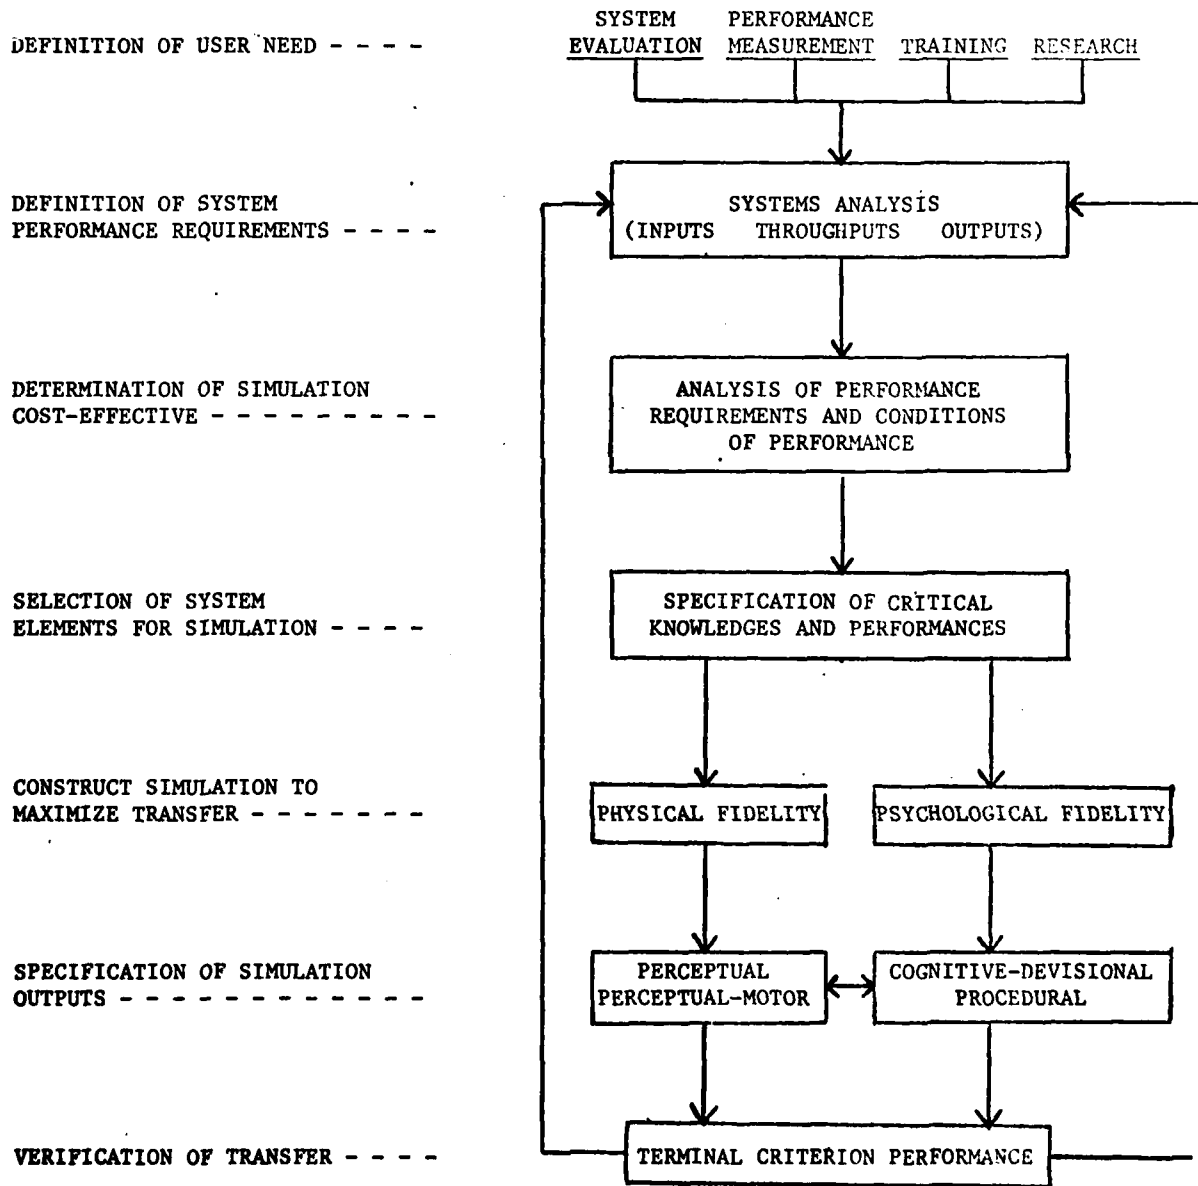 DEFINITION OF USER NEED - - - -
SYSTEM
EVALUATION
PERFORMANCE
MEASUREMENT
TRAINING
RESEARCH
DEFINITION OF SYSTEM
PERFORMANCE REQUIREMENTS - - - -
SYSTEMS ANALYSIS
(INPUTS THROUGHPUTS OUTPUTS)
DETERMINATION OF SIMULATION
COST-EFFECTIVE - - - - - - - - -
ANALYSIS OF PERFORMANCE
REQUIREMENTS AND CONDITIONS
OF PERFORMANCE
SELECTION OF SYSTEM
ELEMENTS FOR SIMULATION - - - -
SPECIFICATION OF CRITICAL
KNOWLEDGES AND PERFORMANCES
CONSTRUCT SIMULATION TO
MAXIMIZE TRANSFER - - - - - - -
PHYSICAL FIDELITY
PSYCHOLOGICAL FIDELITY
SPECIFICATION OF SIMULATION
OUTPUTS - - - - - - - - - - - -
PERCEPTUAL
PERCEPTUAL-MOTOR
COGNITIVE-DEVISIONAL
PROCEDURAL
VERIFICATION OF TRANSFER - - - -
TERMINAL CRITERION PERFORMANCE